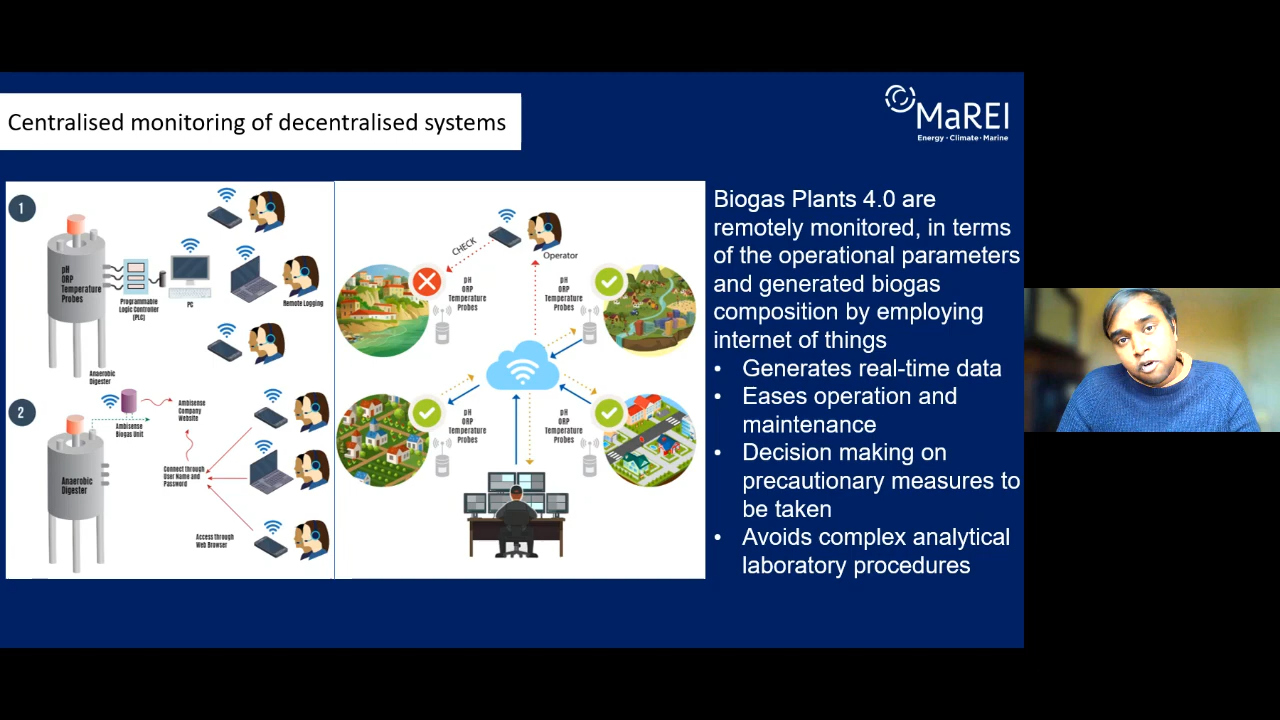 Centralised monitoring of decentralised systems
MaREI
Energy · Climate · Marine
1
pH
ORP
Temperature
Probes
Programmable
Logic Controller
(PLC)
PC
Remote Logging
Anaerobic
Digester
2
Ambisense
Biogas Unit
Ambisense
Company
Website
Anaerobic
Digester
Connect through
User Name and
Password
Access through
Web Browser
CHECK
Operator
pH
ORP
Temperature
Probes
pH
ORP
Temperature
Probes
pH
ORP
Temperature
Probes
pH
ORP
Temperature
Probes
Biogas Plants 4.0 are
remotely monitored, in terms
of the operational parameters
and generated biogas
composition by employing
internet of things
• Generates real-time data
• Eases operation and
maintenance
• Decision making on
precautionary measures to
be taken
• Avoids complex analytical
laboratory procedures